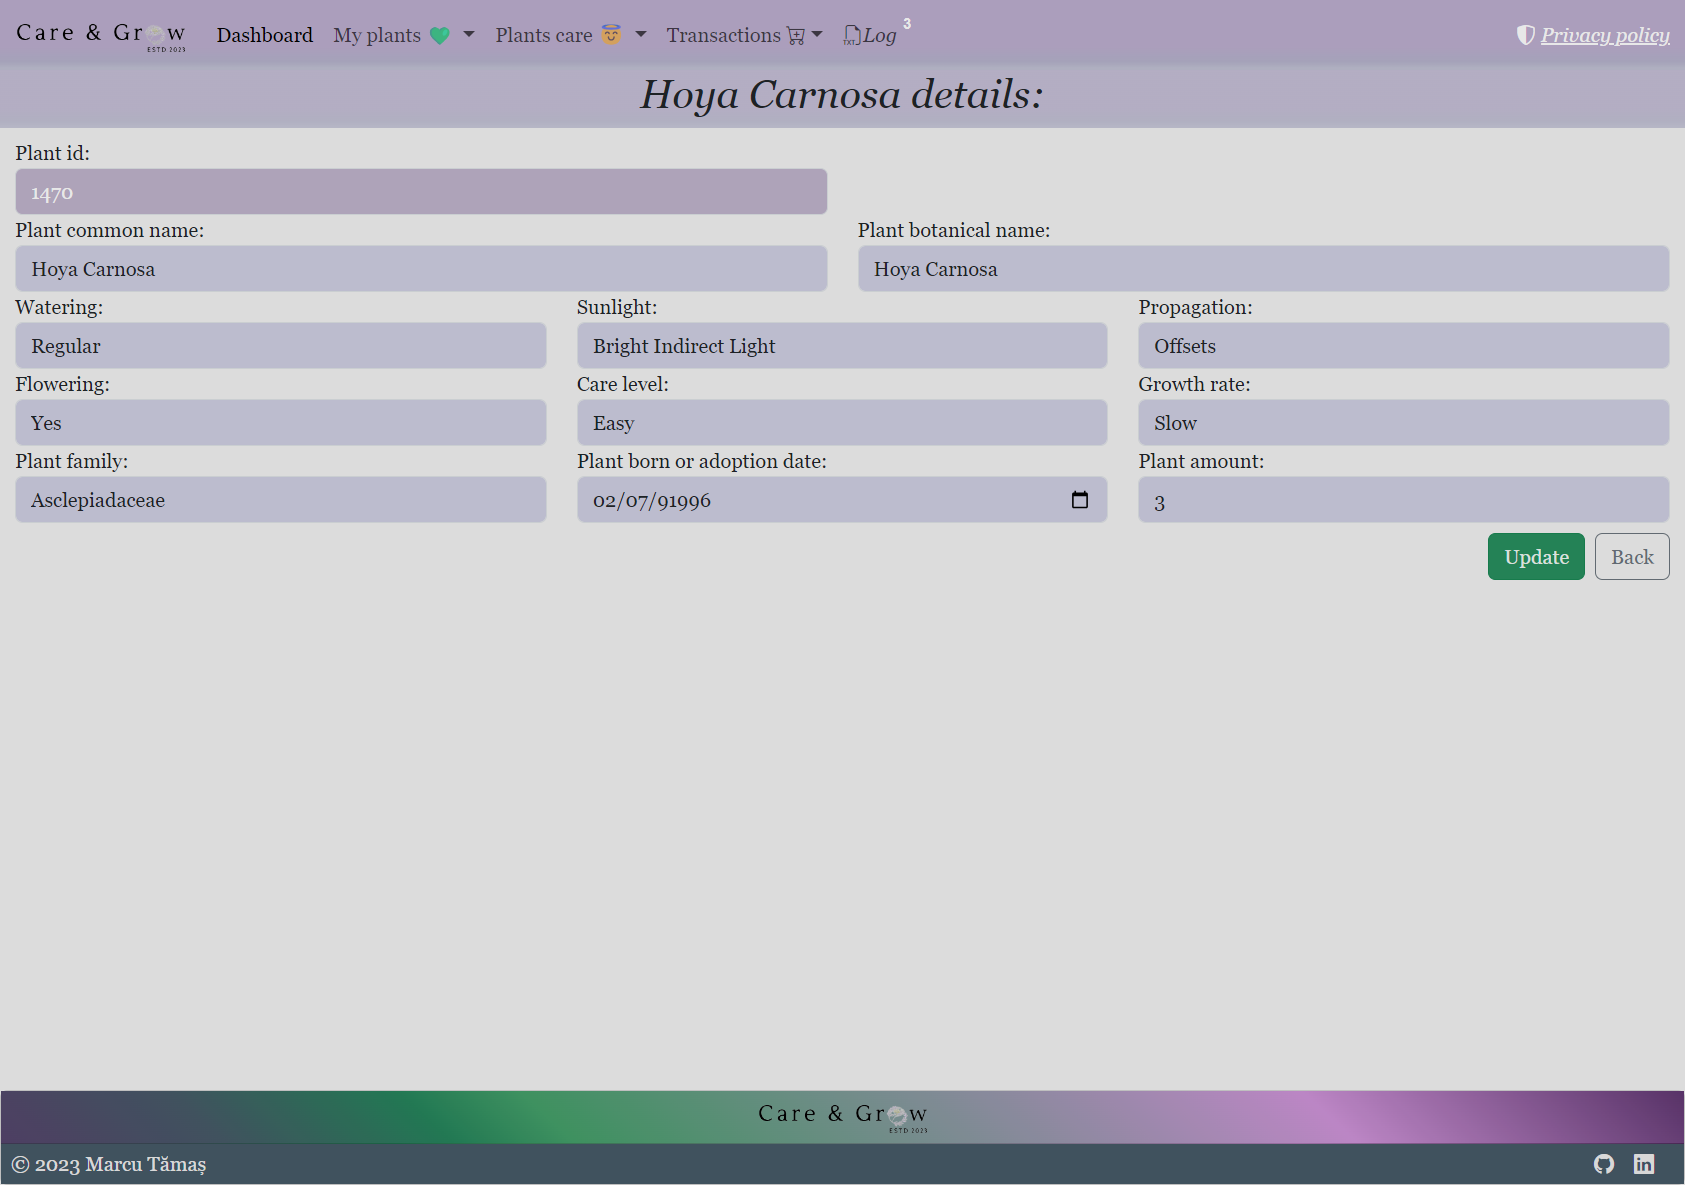 Care & Grow
ESTD 2023
Dashboard My plants Plants care Transactions TXT Log 3 Privacy policy
Hoya Carnosa details:
Plant id:
1470
Plant common name: Plant botanical name:
Hoya Carnosa Hoya Carnosa
Watering: Sunlight: Propagation:
Regular Bright Indirect Light Offsets
Flowering: Care level: Growth rate:
Yes Easy Slow
Plant family: Plant born or adoption date: Plant amount:
Asclepiadaceae 02/07/91996 3
Update Back
Care & Grow
ESTD 2023
© 2023 Marcu Tămaș in